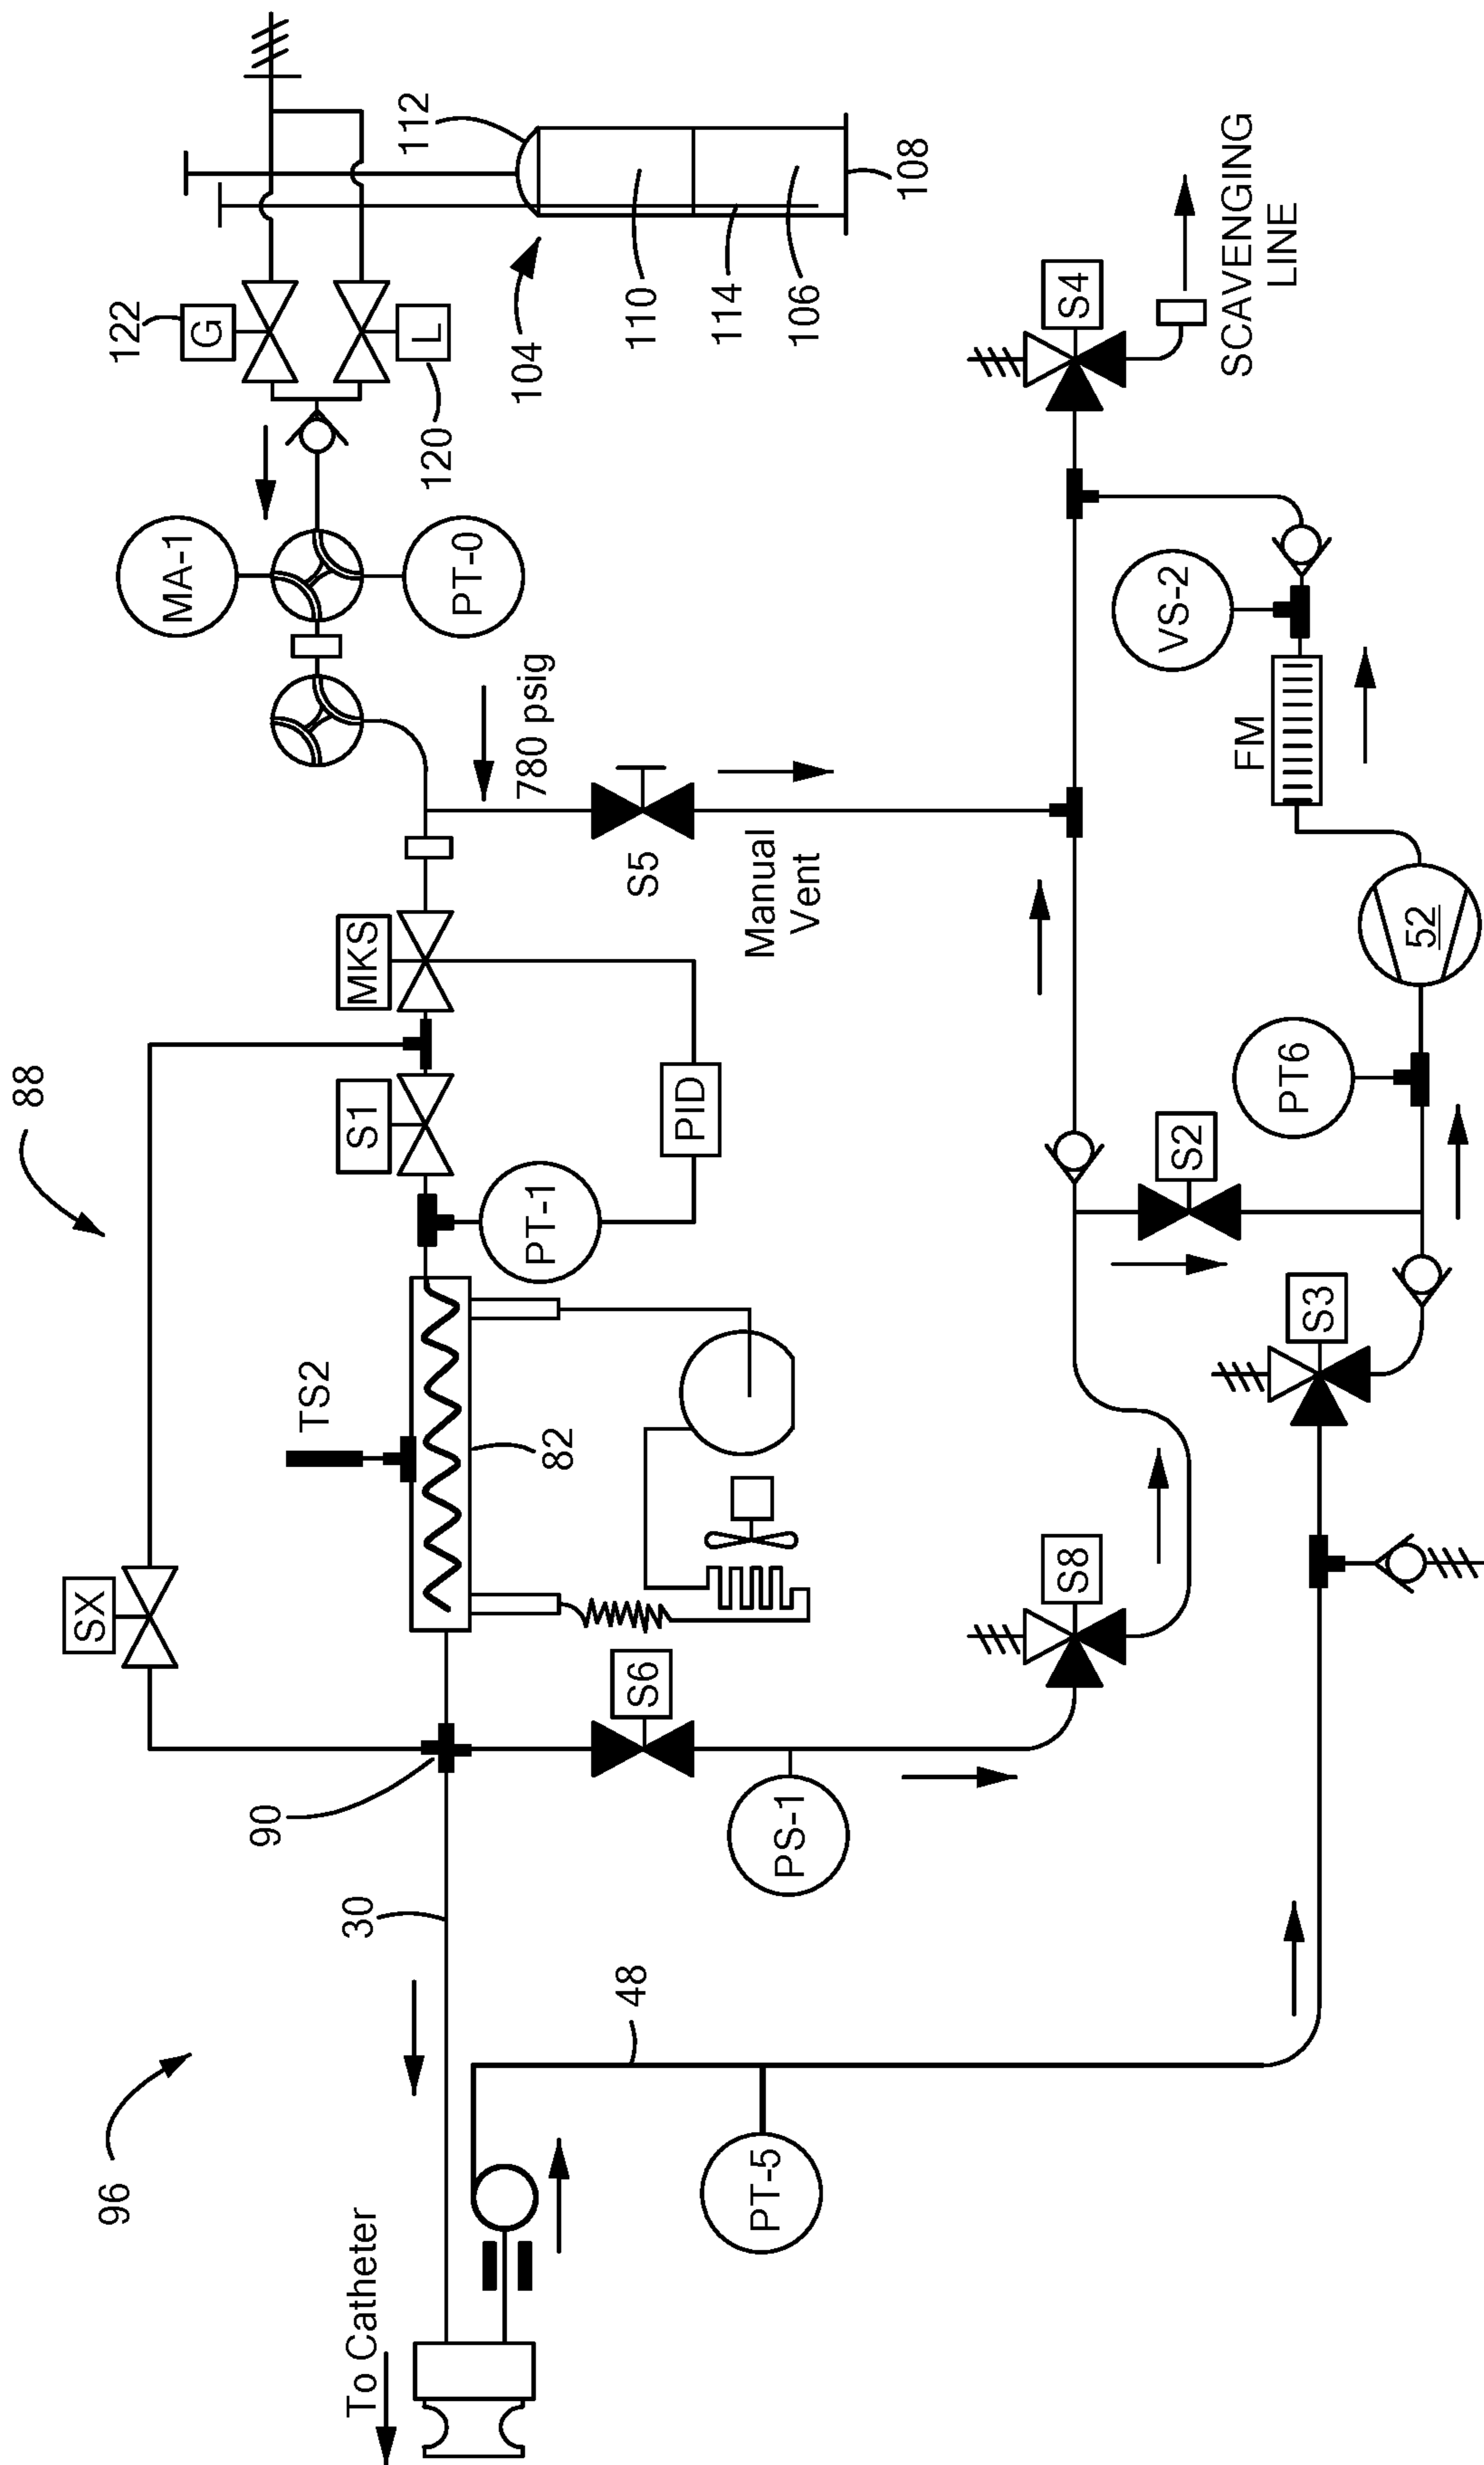 88
96
SX
122
G
MA-1
112
TS2
S1
MKS
L
90
30
To Catheter
PT-1
PT-0
120
104
82
780 psig
PID
S6
S5
110
48
PS-1
PT-5
Manual
Vent
114
106
108
S8
S4
S2
VS-2
SCAVENGING
LINE
S3
PT6
FM
52